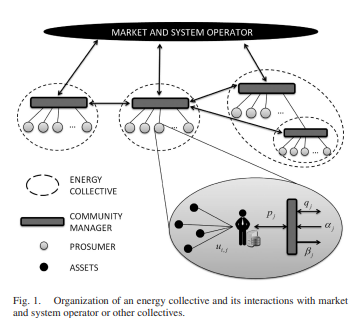 MARKET AND SYSTEM OPERATOR
...
...
...
...
ENERGY
COLLECTIVE
COMMUNITY
MANAGER
PROSUMER
ASSETS
u_{i,j}
p_j
q_j
α_j
β_j
Fig. 1. Organization of an energy collective and its interactions with market
and system operator or other collectives.